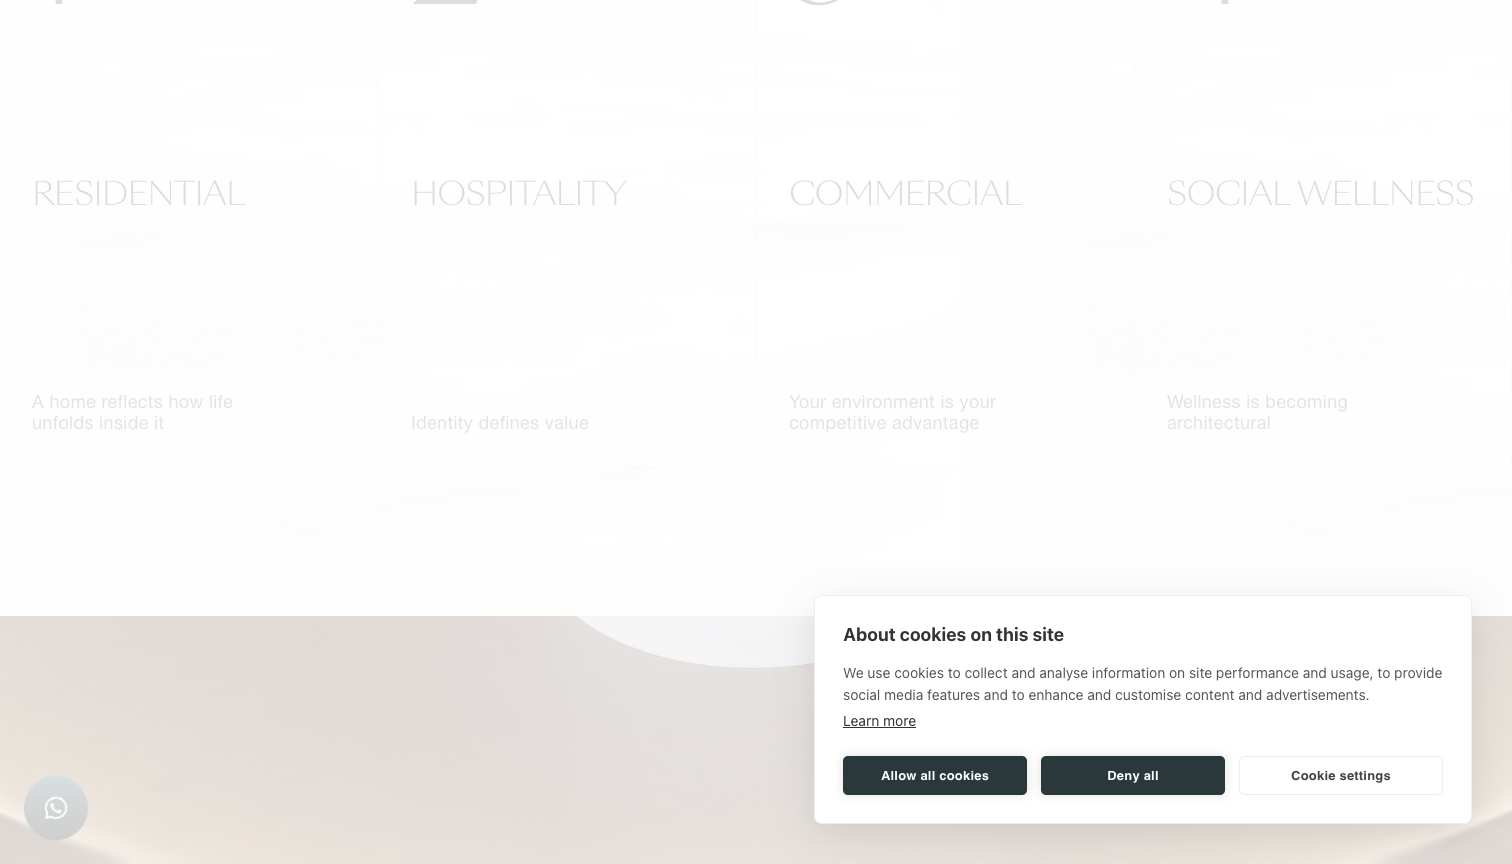 RESIDENTIAL
A home reflects how life
unfolds inside it
HOSPITALITY
Identity defines value
COMMERCIAL
Your environment is your
competitive advantage
SOCIAL WELLNESS
Wellness is becoming
architectural
About cookies on this site
We use cookies to collect and analyse information on site performance and usage, to provide
social media features and to enhance and customise content and advertisements.
Learn more
Allow all cookies
Deny all
Cookie settings